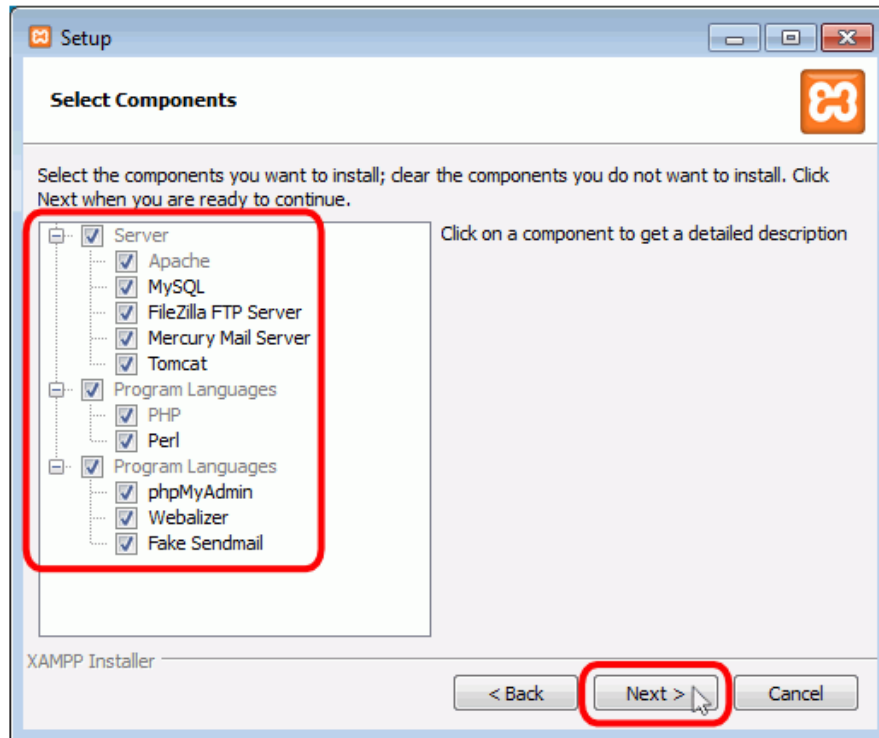 Setup
Select Components
Select the components you want to install; clear the components you do not want to install. Click
Next when you are ready to continue.
Server
Apache
MySQL
FileZilla FTP Server
Mercury Mail Server
Tomcat
Program Languages
PHP
Perl
Program Languages
phpMyAdmin
Webalizer
Fake Sendmail
Click on a component to get a detailed description
XAMPP Installer
< Back
Next >
Cancel